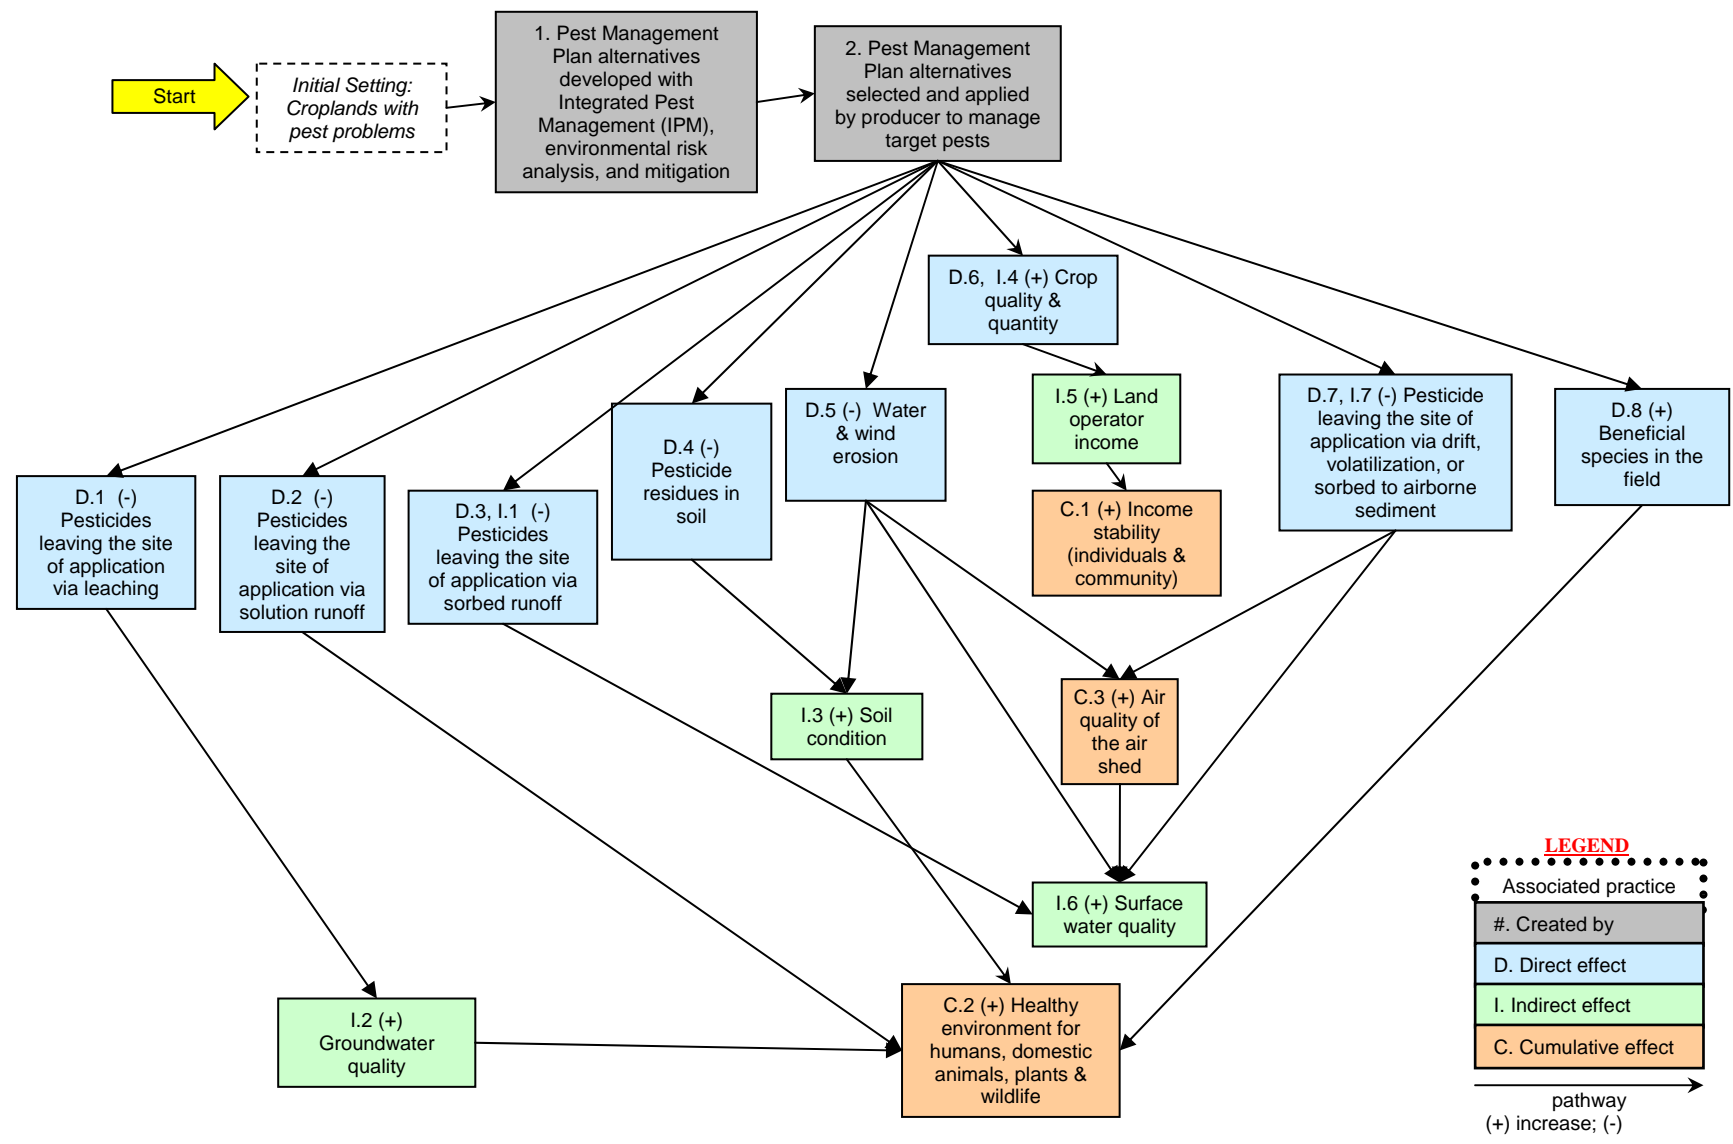 Start
Initial Setting:
Croplands with
pest problems
1. Pest Management
Plan alternatives
developed with
Integrated Pest
Management (IPM),
environmental risk
analysis, and mitigation
2. Pest Management
Plan alternatives
selected and applied
by producer to manage
target pests
D.6, I.4 (+) Crop
quality &
quantity
I.5 (+) Land
operator
income
C.1 (+) Income
stability
(individuals &
community)
D.1 (-)
Pesticides
leaving the site
of application
via leaching
D.2 (-)
Pesticides
leaving the
site of
application via
solution runoff
D.3, I.1 (-)
Pesticides
leaving the site
of application via
sorbed runoff
D.4 (-)
Pesticide
residues in
soil
D.5 (-) Water
& wind
erosion
D.7, I.7 (-) Pesticide
leaving the site of
application via drift,
volatilization, or
sorbed to airborne
sediment
D.8 (+)
Beneficial
species in the
field
I.3 (+) Soil
condition
C.3 (+) Air
quality of
the air
shed
I.6 (+) Surface
water quality
I.2 (+)
Groundwater
quality
C.2 (+) Healthy
environment for
humans, domestic
animals, plants &
wildlife
LEGEND
Associated practice
#. Created by
D. Direct effect
I. Indirect effect
C. Cumulative effect
pathway
(+) increase; (-)